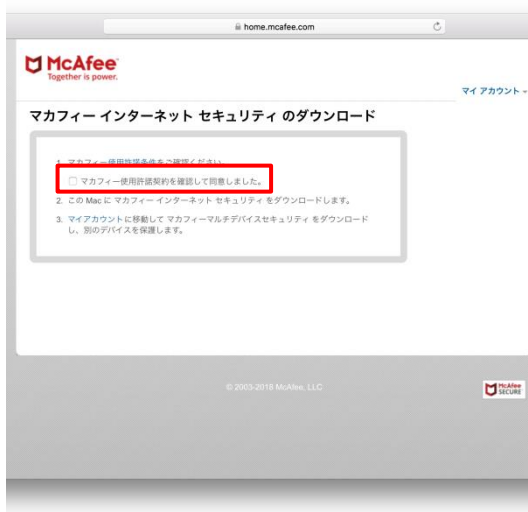 home.mcafee.com
McAfee
Together is power.
マイ アカウント
マカフィー インターネット セキュリティ のダウンロード
1. マカフィー使用許諾条件をご確認ください。
マカフィー使用許諾契約を確認して同意しました。
2. この Mac に マカフィー インターネット セキュリティ をダウンロードします。
3. マイアカウント に移動して マカフィーマルチデバイスセキュリティ をダウンロード
し、別のデバイスを保護します。
© 2003-2018 McAfee, LLC
McAfee
SECURE